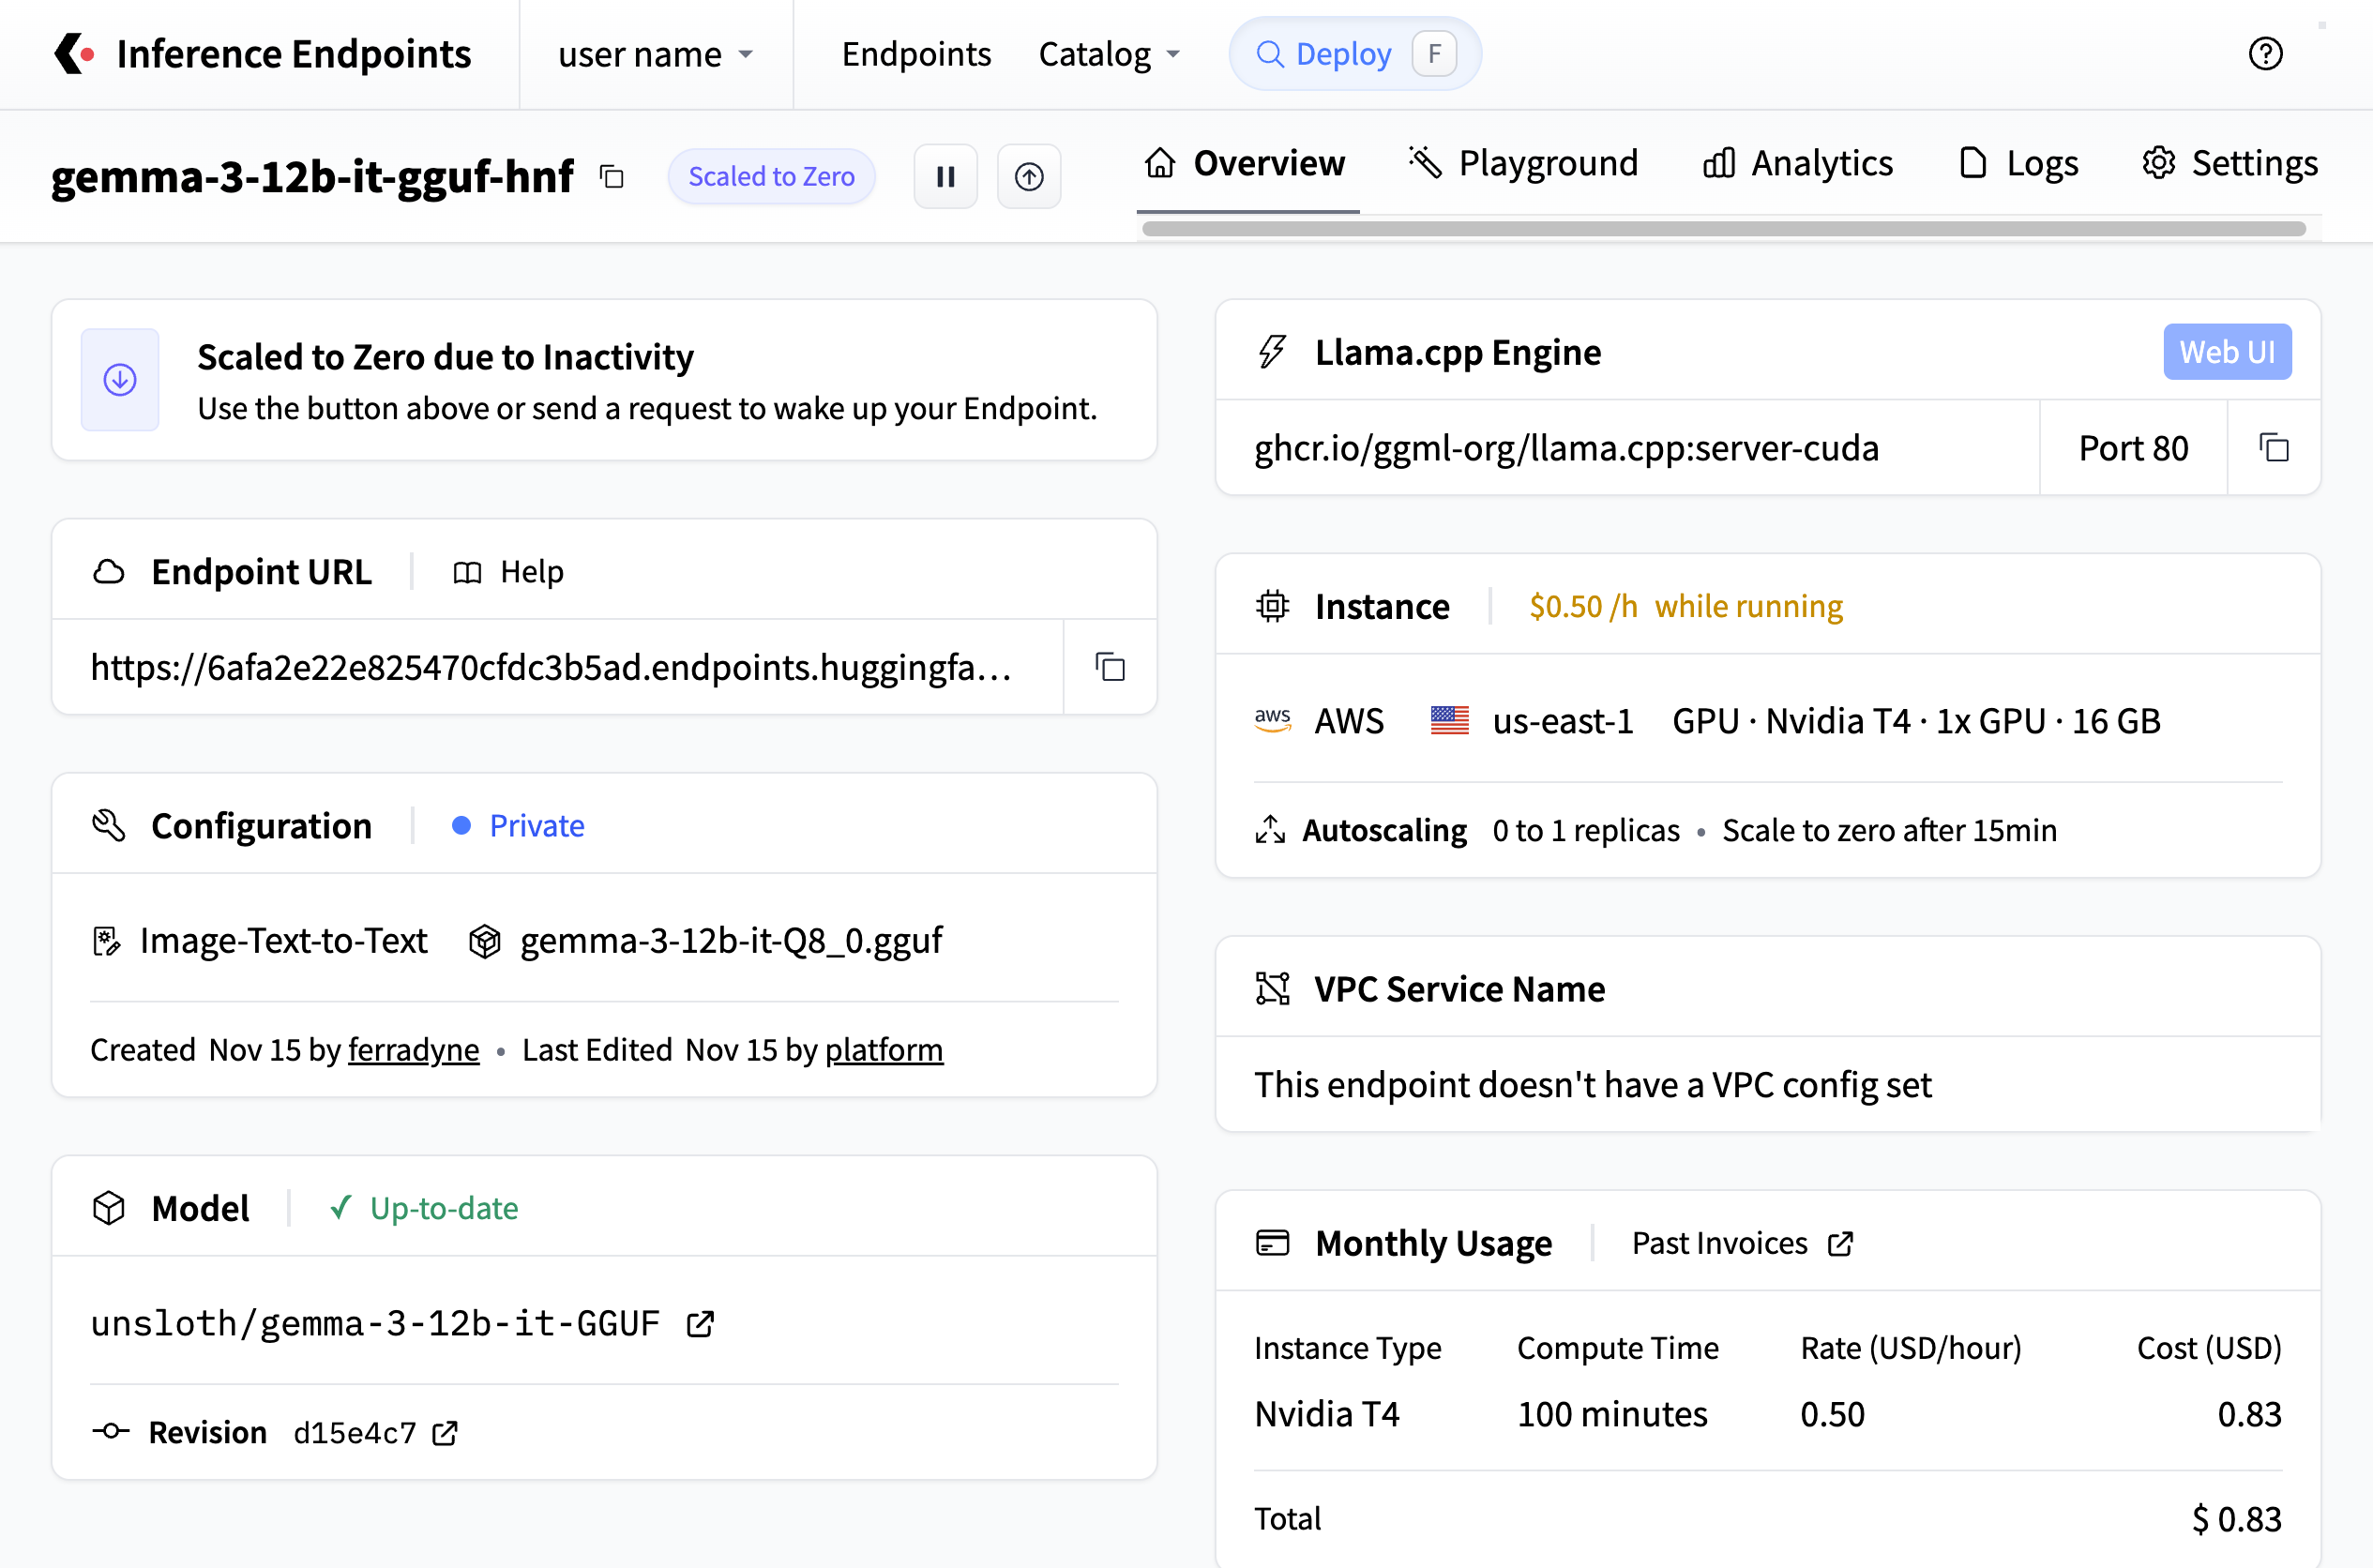 Inference Endpoints
user name
Endpoints
Catalog
Deploy F
gemma-3-12b-it-gguf-hnf
Scaled to Zero
Overview
Playground
Analytics
Logs
Settings
Scaled to Zero due to Inactivity
Use the button above or send a request to wake up your Endpoint.
Endpoint URL
Help
https://6afa2e22e825470cfdc3b5ad.endpoints.huggingfa...
Configuration
Private
Image-Text-to-Text
gemma-3-12b-it-Q8_0.gguf
Created Nov 15 by ferradyne • Last Edited Nov 15 by platform
Model
✓ Up-to-date
unsloth/gemma-3-12b-it-GGUF
Revision d15e4c7
Llama.cpp Engine
Web UI
ghcr.io/ggml-org/llama.cpp:server-cuda
Port 80
Instance
$0.50 /h while running
aws AWS
us-east-1
GPU · Nvidia T4 · 1x GPU · 16 GB
Autoscaling 0 to 1 replicas • Scale to zero after 15min
VPC Service Name
This endpoint doesn't have a VPC config set
Monthly Usage
Past Invoices
Instance Type Compute Time Rate (USD/hour) Cost (USD)
Nvidia T4 100 minutes 0.50 0.83
Total $ 0.83